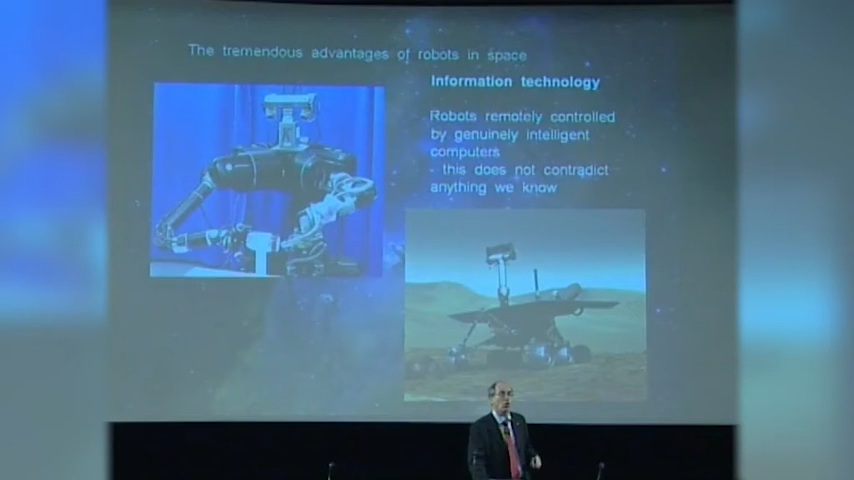 The tremendous advantages of robots in space
Information technology
Robots remotely controlled
by genuinely intelligent
computers
- this does not contradict
anything we know